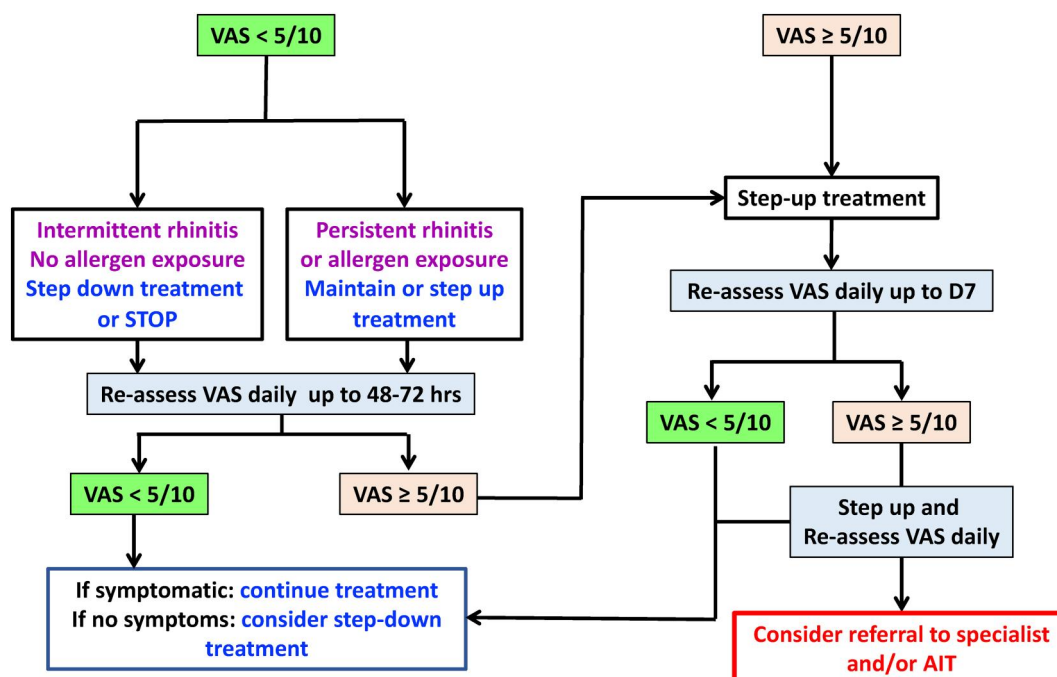 VAS < 5/10
VAS ≥ 5/10
Intermittent rhinitis
No allergen exposure
Step down treatment
or STOP
Persistent rhinitis
or allergen exposure
Maintain or step up
treatment
Step-up treatment
Re-assess VAS daily up to D7
Re-assess VAS daily  up to 48-72 hrs
VAS < 5/10
VAS ≥ 5/10
VAS < 5/10
VAS ≥ 5/10
Step up and
Re-assess VAS daily
If symptomatic: continue treatment
If no symptoms: consider step-down
treatment
Consider referral to specialist
and/or AIT